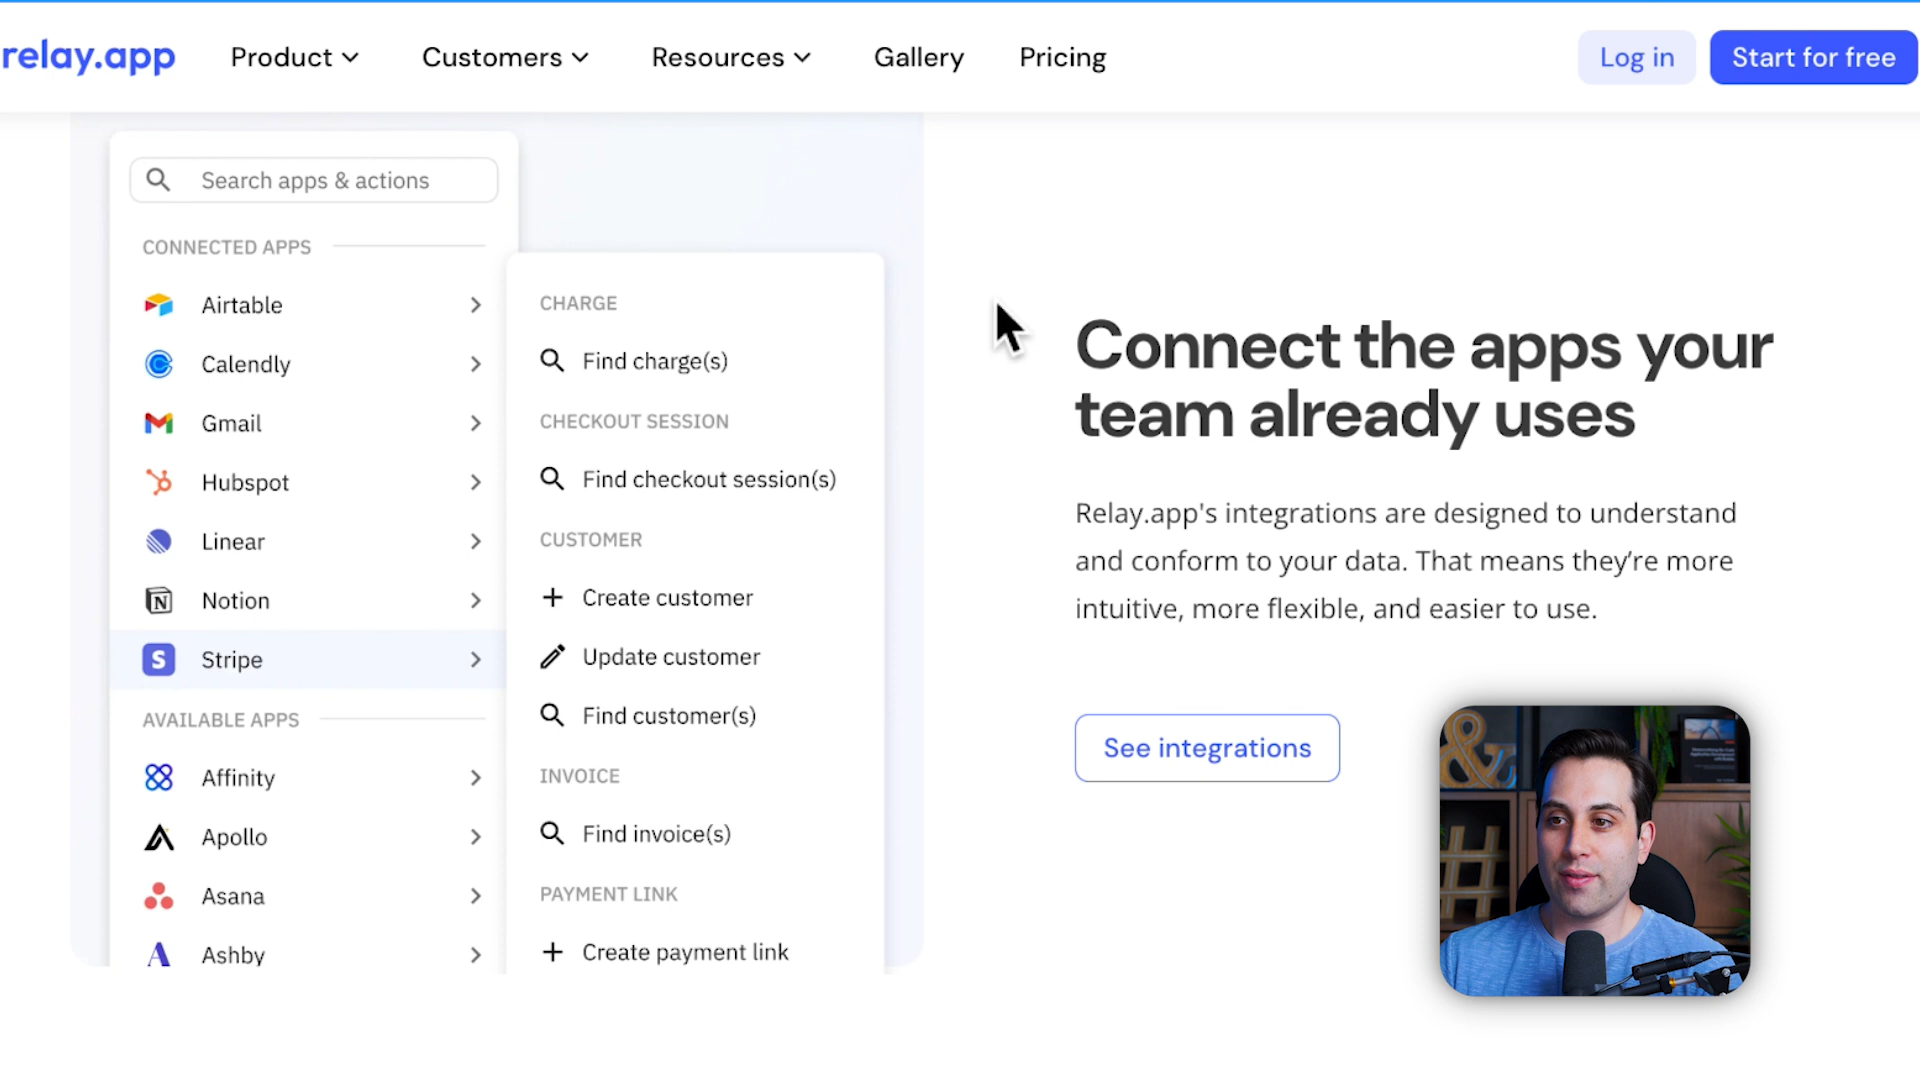 relay.app
Product
Customers
Resources
Gallery
Pricing
Log in
Start for free
Search apps & actions
CONNECTED APPS
Airtable
Calendly
Gmail
Hubspot
Linear
Notion
Stripe
AVAILABLE APPS
Affinity
Apollo
Asana
Ashby
CHARGE
Find charge(s)
CHECKOUT SESSION
Find checkout session(s)
CUSTOMER
Create customer
Update customer
Find customer(s)
INVOICE
Find invoice(s)
PAYMENT LINK
Create payment link
Connect the apps your
team already uses
Relay.app's integrations are designed to understand
and conform to your data. That means they’re more
intuitive, more flexible, and easier to use.
See integrations